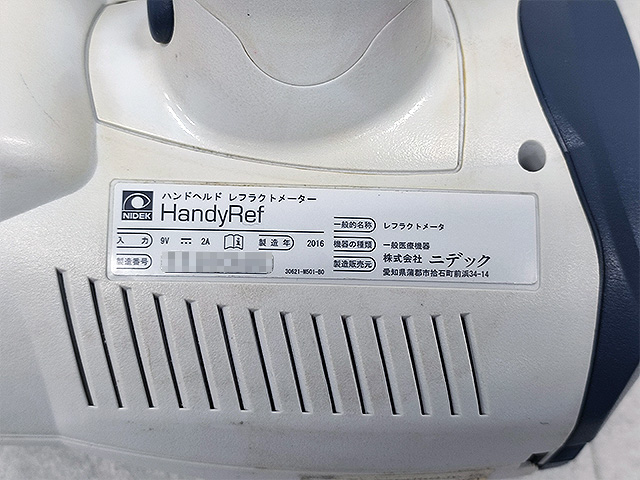 NIDEK
ハンドヘルド レフラクトメーター
HandyRef
入力 9V ⎓ 2A 製造年 2016
製造番号
30621-M501-B0
一般的名称 レフラクトメータ
機器の種類 一般医療機器
製造販売元 株式会社 ニデック
愛知県蒲郡市拾石町前浜34-14